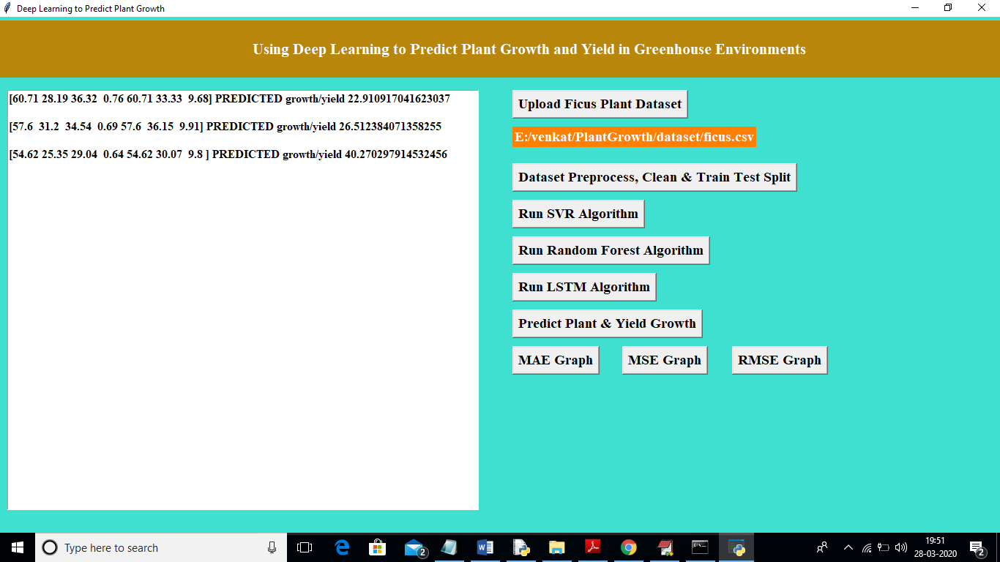 Deep Learning to Predict Plant Growth
Using Deep Learning to Predict Plant Growth and Yield in Greenhouse Environments
[60.71 28.19 36.32  0.76 60.71 33.33  9.68] PREDICTED growth/yield 22.910917041623037
[57.6  31.2  34.54  0.69 57.6  36.15  9.91] PREDICTED growth/yield 26.512384071358255
[54.62 25.35 29.04  0.64 54.62 30.07  9.8 ] PREDICTED growth/yield 40.270297914532456
Upload Ficus Plant Dataset
E:/venkat/PlantGrowth/dataset/ficus.csv
Dataset Preprocess, Clean & Train Test Split
Run SVR Algorithm
Run Random Forest Algorithm
Run LSTM Algorithm
Predict Plant & Yield Growth
MAE Graph
MSE Graph
RMSE Graph
Type here to search
2
19:51
28-03-2020
2